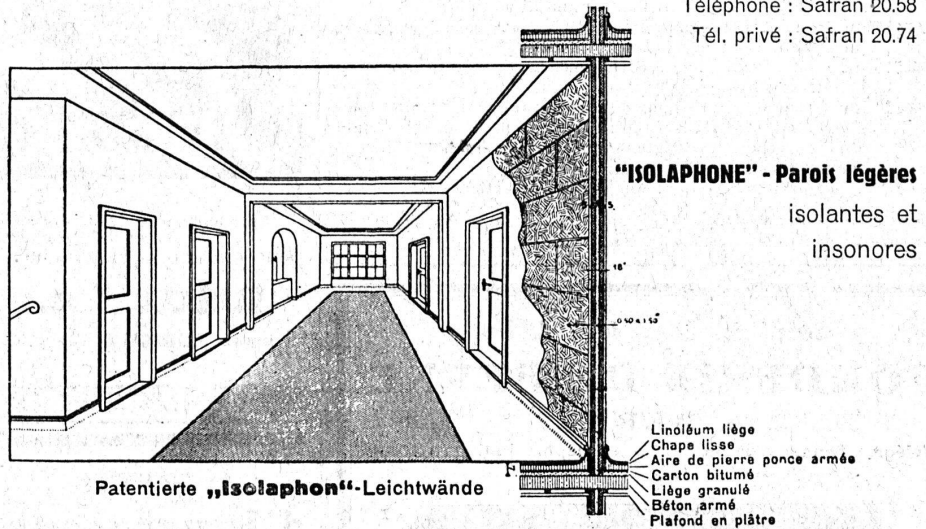 Téléphone : Safran 20.58
Tél. privé : Safran 20.74
"ISOLAPHONE" - Parois légères
isolantes et
insonores
18"
Linoléum liège
Chape lisse
Aire de pierre ponce armée
Carton bitumé
Liège granulé
Béton armé
Plafond en plâtre
F.
Patentierte „Isolaphon“-Leichtwände